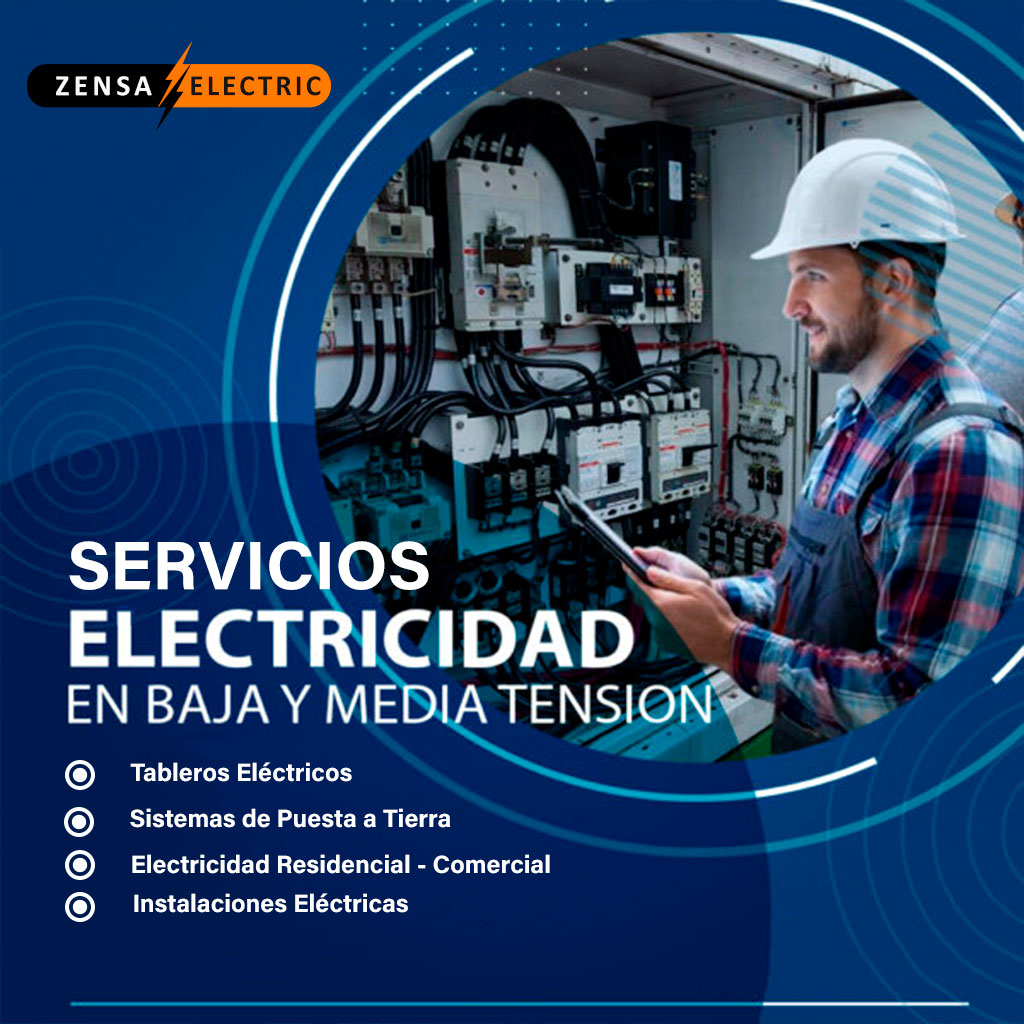 ZENSA ELECTRIC
SERVICIOS
ELECTRICIDAD
EN BAJA Y MEDIA TENSION
Tableros Eléctricos
Sistemas de Puesta a Tierra
Electricidad Residencial - Comercial
Instalaciones Eléctricas